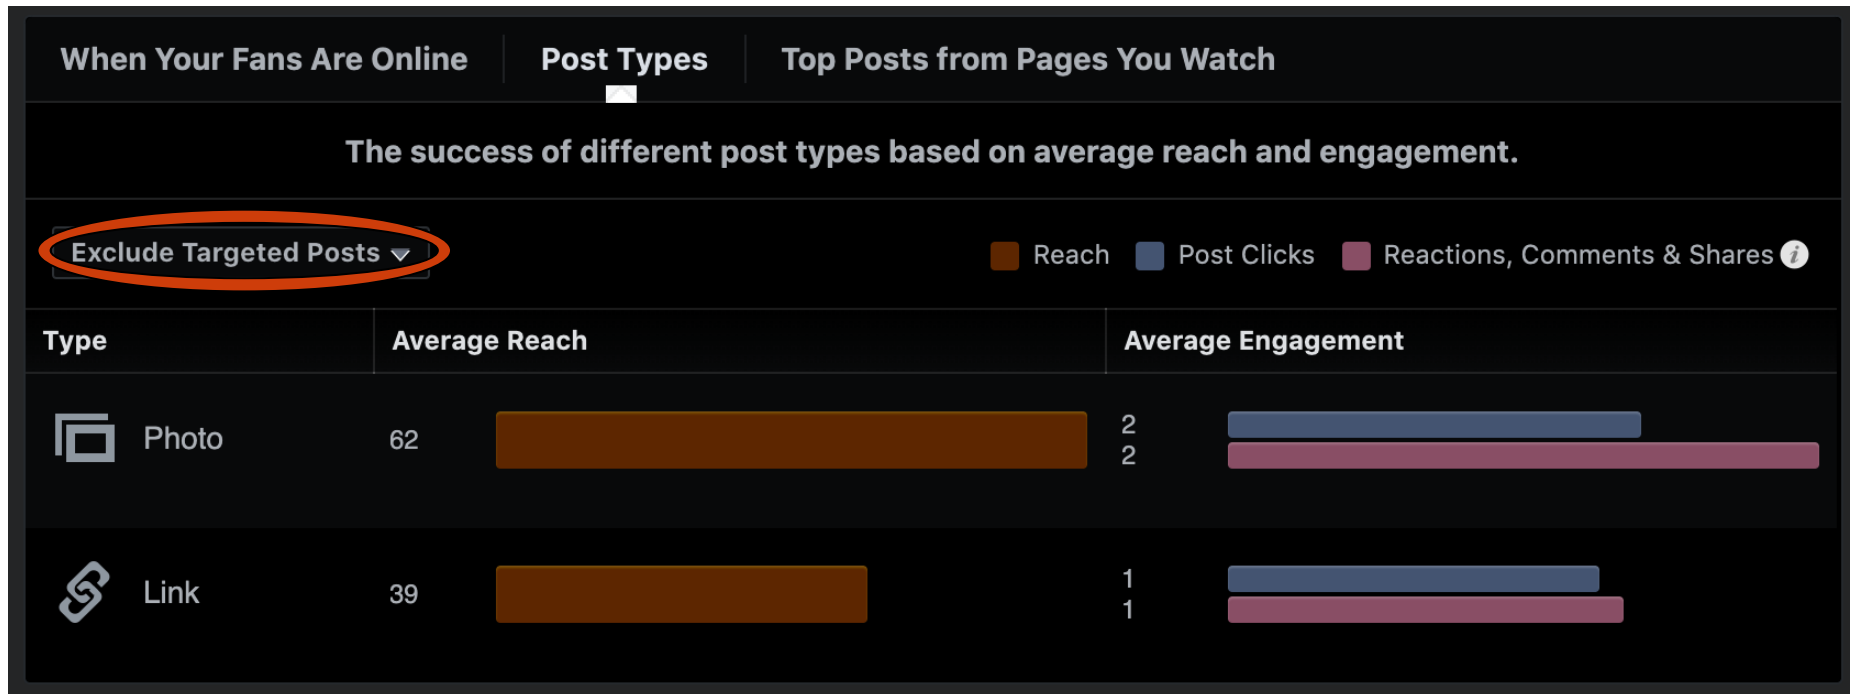 When Your Fans Are Online Post Types Top Posts from Pages You Watch
The success of different post types based on average reach and engagement.
Exclude Targeted Posts Reach Post Clicks Reactions, Comments & Shares i
Type Average Reach Average Engagement
Photo 62 2
2
Link 39 1
1